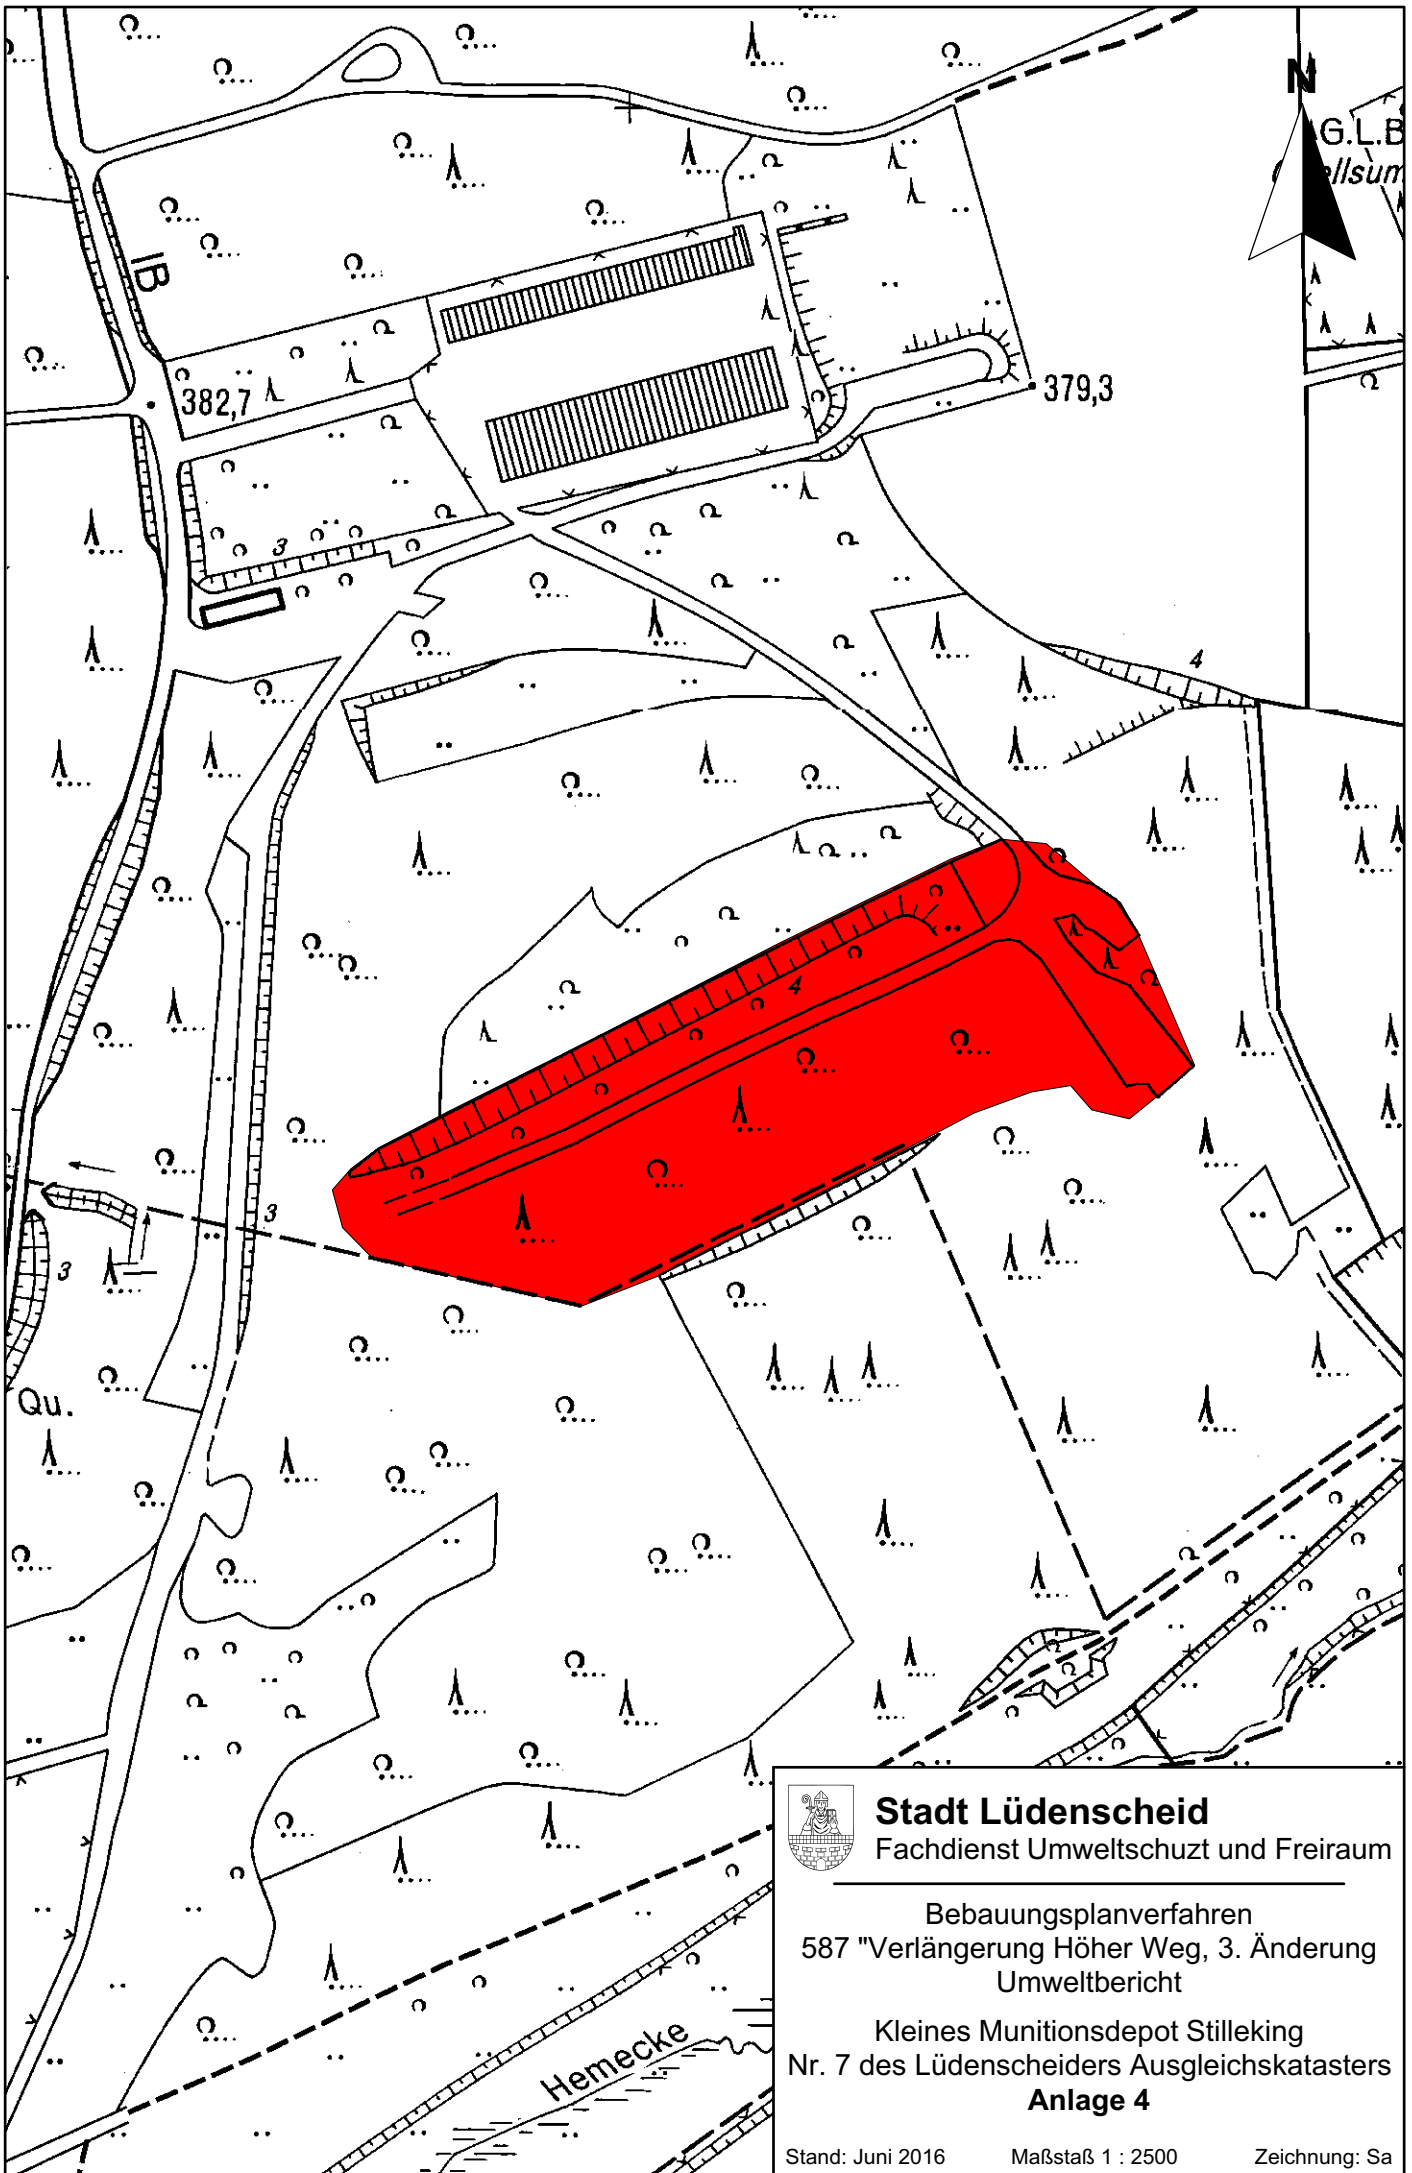 N
G.L.B
IB
382,7
379,3
3
4
4
3
3
Qu.
Hemecke
Stadt Lüdenscheid
Fachdienst Umweltschuzt und Freiraum
Bebauungsplanverfahren
587 "Verlängerung Höher Weg, 3. Änderung
Umweltbericht
Kleines Munitionsdepot Stilleking
Nr. 7 des Lüdenscheiders Ausgleichskatasters
Anlage 4
Stand: Juni 2016 Maßstaß 1 : 2500 Zeichnung: Sa